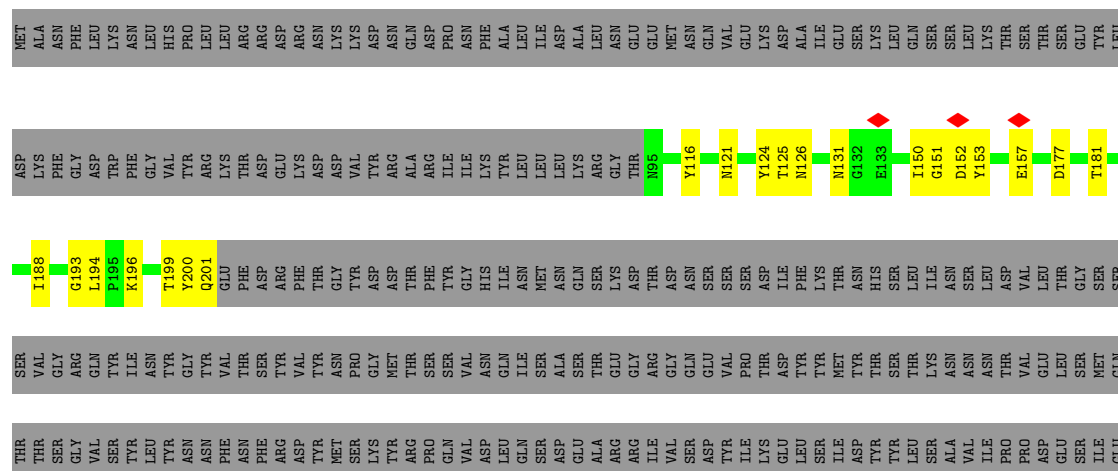 MET ALA ASN PHE LEU LYS ASN LEU HIS PRO LEU LEU ARG ARG ASP ARG ASN LYS LYS ASP ASN GLN ASP PRO ASN PHE ALA LEU ILE ASP ALA LEU ASN GLU GLU MET ASN GLN VAL GLU LYS ASP ALA ILE GLU SER LYS LEU GLN SER SER LEU LYS THR SER THR SER GLU TYR LEU
ASP LYS PHE GLY ASP TRP PHE GLY VAL TYR ARG LYS THR ASP GLU LYS ASP ASP VAL TYR ARG ALA ARG ILE ILE LYS TYR LEU LEU LEU LYS ARG GLY THR N95 Y116 N121 Y124 T125 N126 N131 G132 E133 I150 G151 D152 Y153 E157 D177 T181
I188 G193 L194 P195 K196 T199 Y200 Q201 GLU PHE ASP ARG PHE THR GLY TYR ASP ASP THR PHE TYR GLY HIS ILE ASN MET ASN GLN SER LYS ASP THR ASP SER SER SER ASP ILE PHE LYS THR ASN HIS SER LEU ILE ASN SER LEU ASP VAL LEU THR GLY SER SER
SER VAL GLY ARG GLN TYR ILE ASN TYR GLY TYR VAL THR SER TYR VAL TYR ASN PRO GLY MET THR SER SER VAL ASN GLN ILE SER ALA SER THR GLU GLY ILE ARG GLY GLN GLU VAL PRO THR ASP TYR TYR SER MET TYR THR SER THR LYS ASN ASN ASN THR VAL GLU LEU SER MET GLN
THR THR SER GLY VAL SER TYR LEU TYR ASN ASN PHE ASN PHE ARG ASP TYR MET SER LYS TYR ARG PRO GLN VAL ASP LEU GLN SER ASP GLU ALA ARG ARG ILE VAL SER ASP TYR ILE LYS GLU LEU SER ILE ASP TYR TYR LEU SER ALA VAL ILE PRO PRO ASP GLU SER ILE GLU